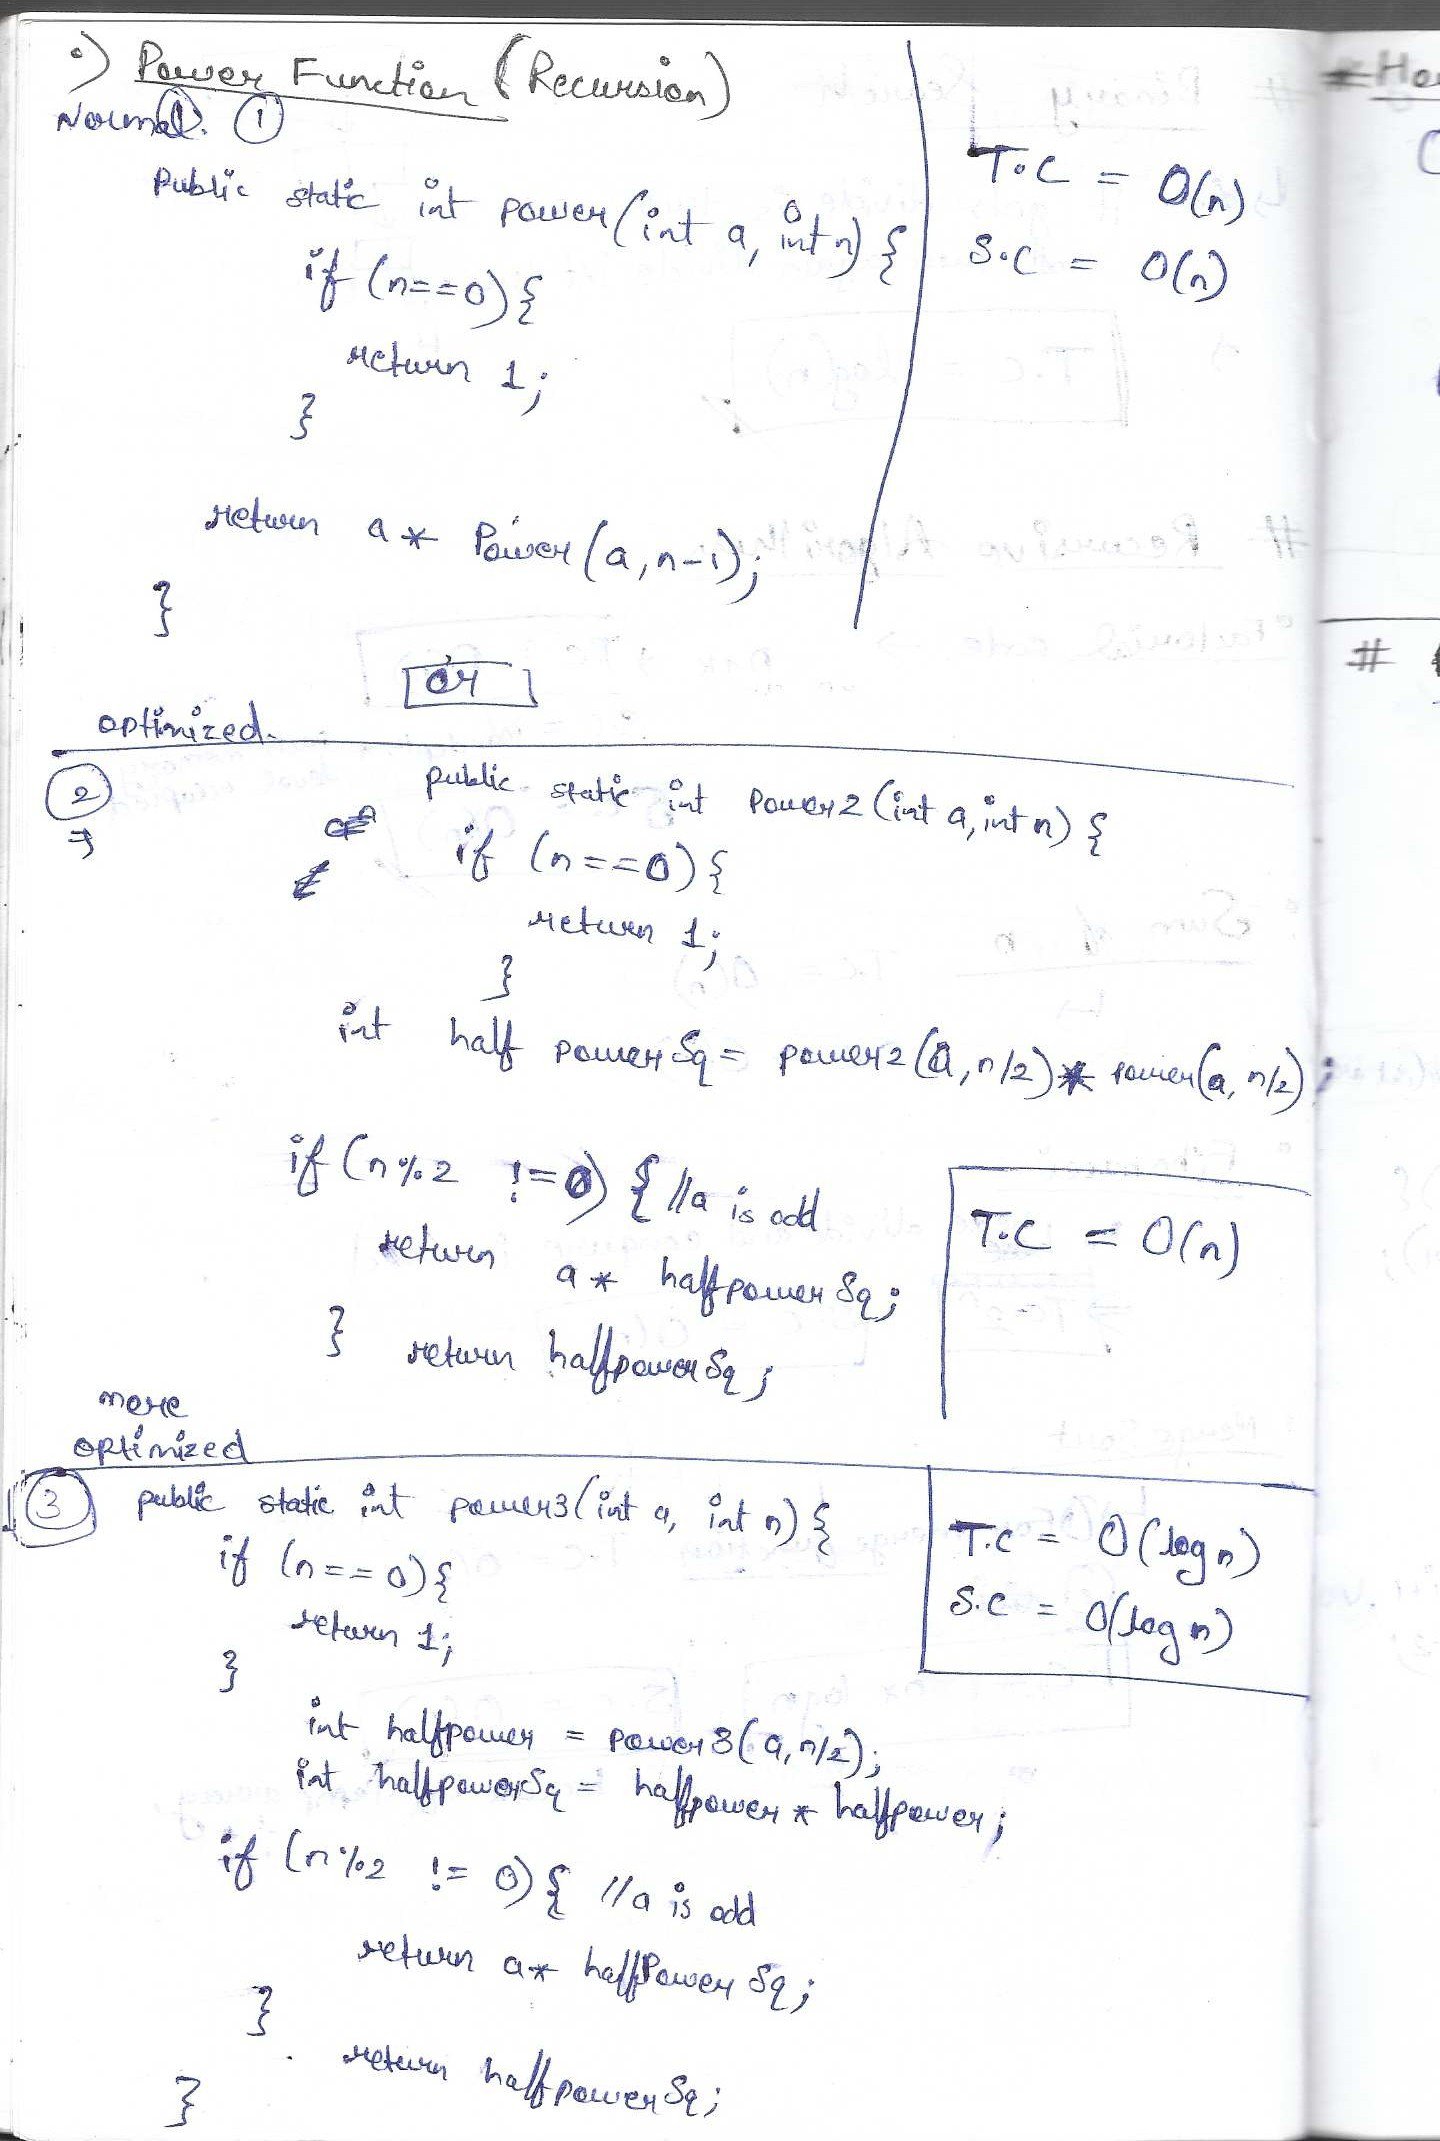 •) Power Function (Recursion)
Normal. ①
Public static int power(int a, int n) {
if (n==0){
return 1;
}
return a * Power(a, n-1);
}
T.C = O(n)
S.C = O(n)
or
optimized.
②
→
public static int power2(int a, int n) {
if (n==0){
return 1;
}
int half powerSq = power2(a, n/2) * power(a, n/2);
if (n%2 !=0) { //a is odd
return a * halfpowerSq;
} return halfpowerSq;
T.C = O(n)
more
optimized
③ public static int power3(int a, int n) {
if (n==0){
return 1;
}
int halfpower = power3(a, n/2);
int halfpowerSq = halfpower * halfpower;
if (n%2 != 0) { //a is odd
return a* halfPowerSq;
}
return halfpowerSq;
}
T.C = O(log n)
S.C = O(log n)
#